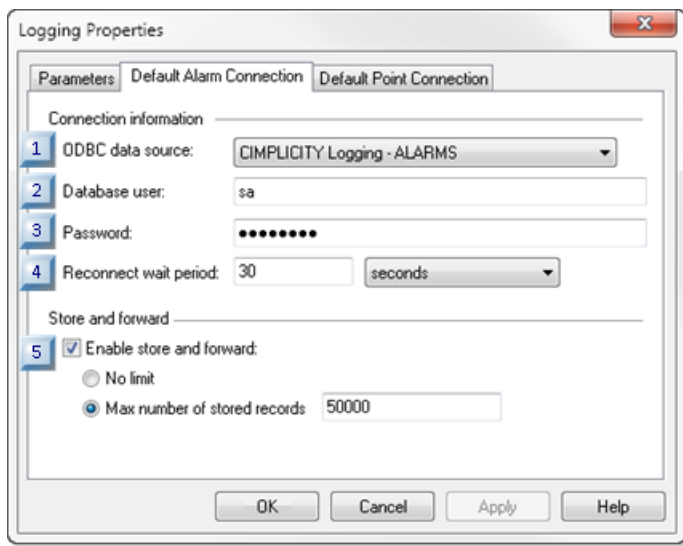 Logging Properties
Parameters Default Alarm Connection Default Point Connection
Connection information
1 ODBC data source: CIMPLICITY Logging - ALARMS
2 Database user: sa
3 Password: ●●●●●●●●
4 Reconnect wait period: 30 seconds
Store and forward
5 Enable store and forward:
No limit
Max number of stored records 50000
OK Cancel Apply Help